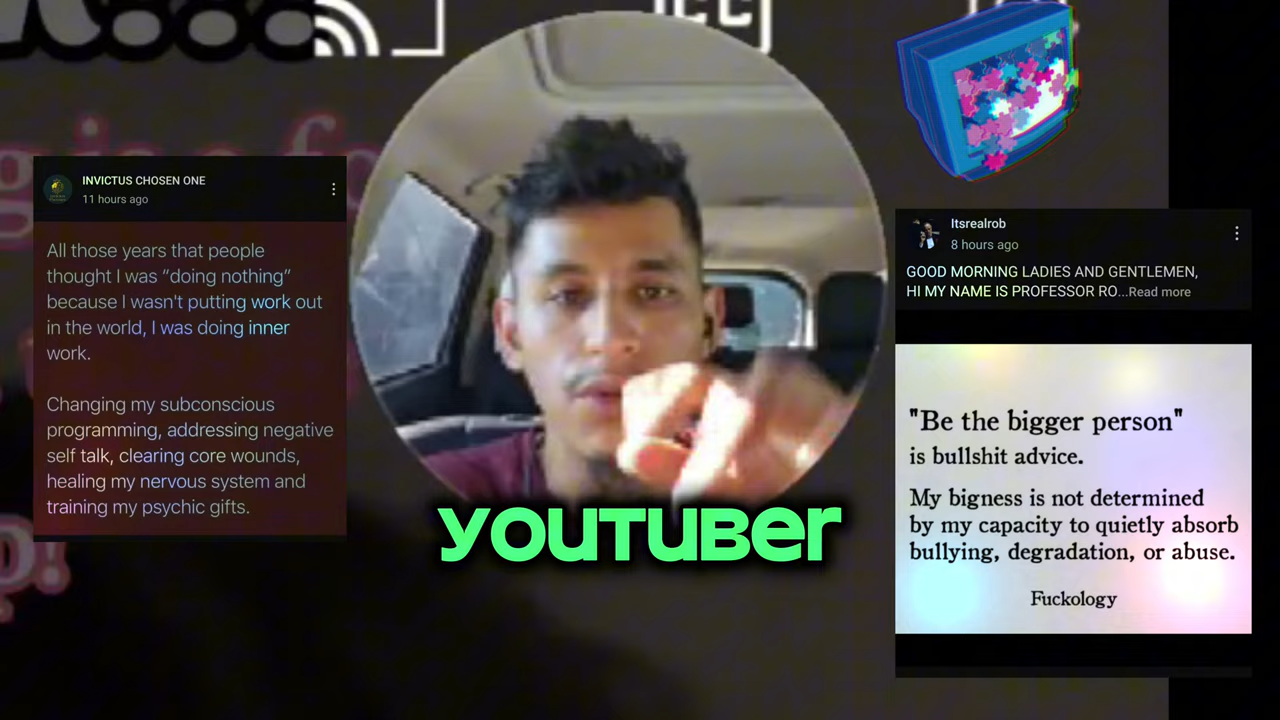 INVICTUS CHOSEN ONE
11 hours ago
All those years that people
thought I was “doing nothing”
because I wasn't putting work out
in the world, I was doing inner
work.
Changing my subconscious
programming, addressing negative
self talk, clearing core wounds,
healing my nervous system and
training my psychic gifts.
YOUTUBER
Itsrealrob
8 hours ago
GOOD MORNING LADIES AND GENTLEMEN,
HI MY NAME IS PROFESSOR RO...Read more
"Be the bigger person"
is bullshit advice.
My bigness is not determined
by my capacity to quietly absorb
bullying, degradation, or abuse.
Fuckology